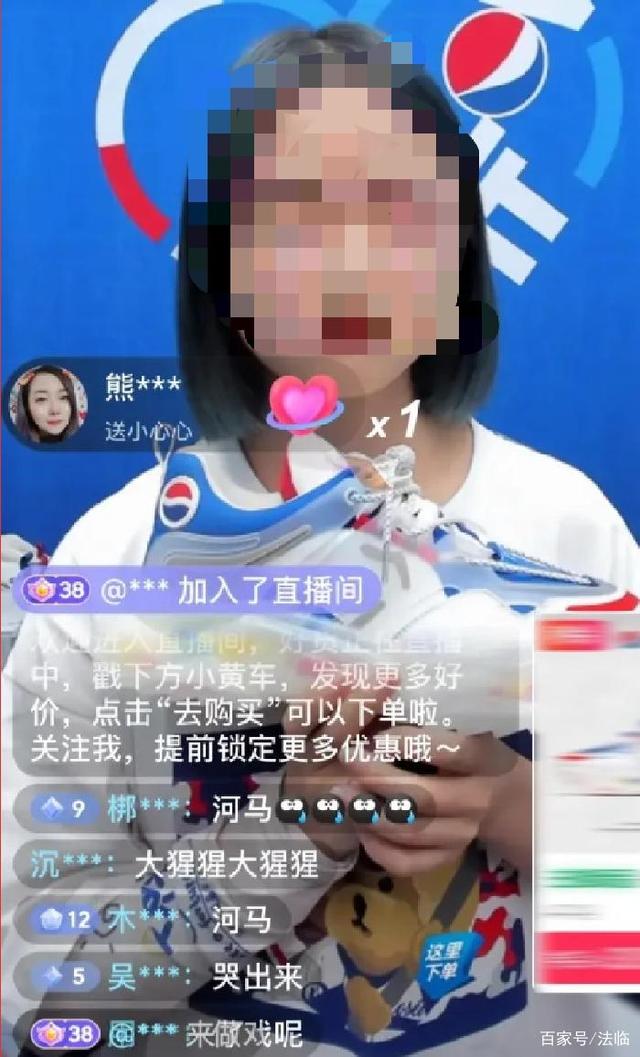 熊***
送小心心
x 1
38 @*** 加入了直播间
欢迎进入直播间，好货正在直播
中，戳下方小黄车，发现更多好
价，点击“去购买”可以下单啦。
关注我，提前锁定更多优惠哦～
9 梆***：河马
沉***：大猩猩大猩猩
12 木***：河马
5 吴***：哭出来
这里
下单
38 @*** 来做戏呢
百家号/法临